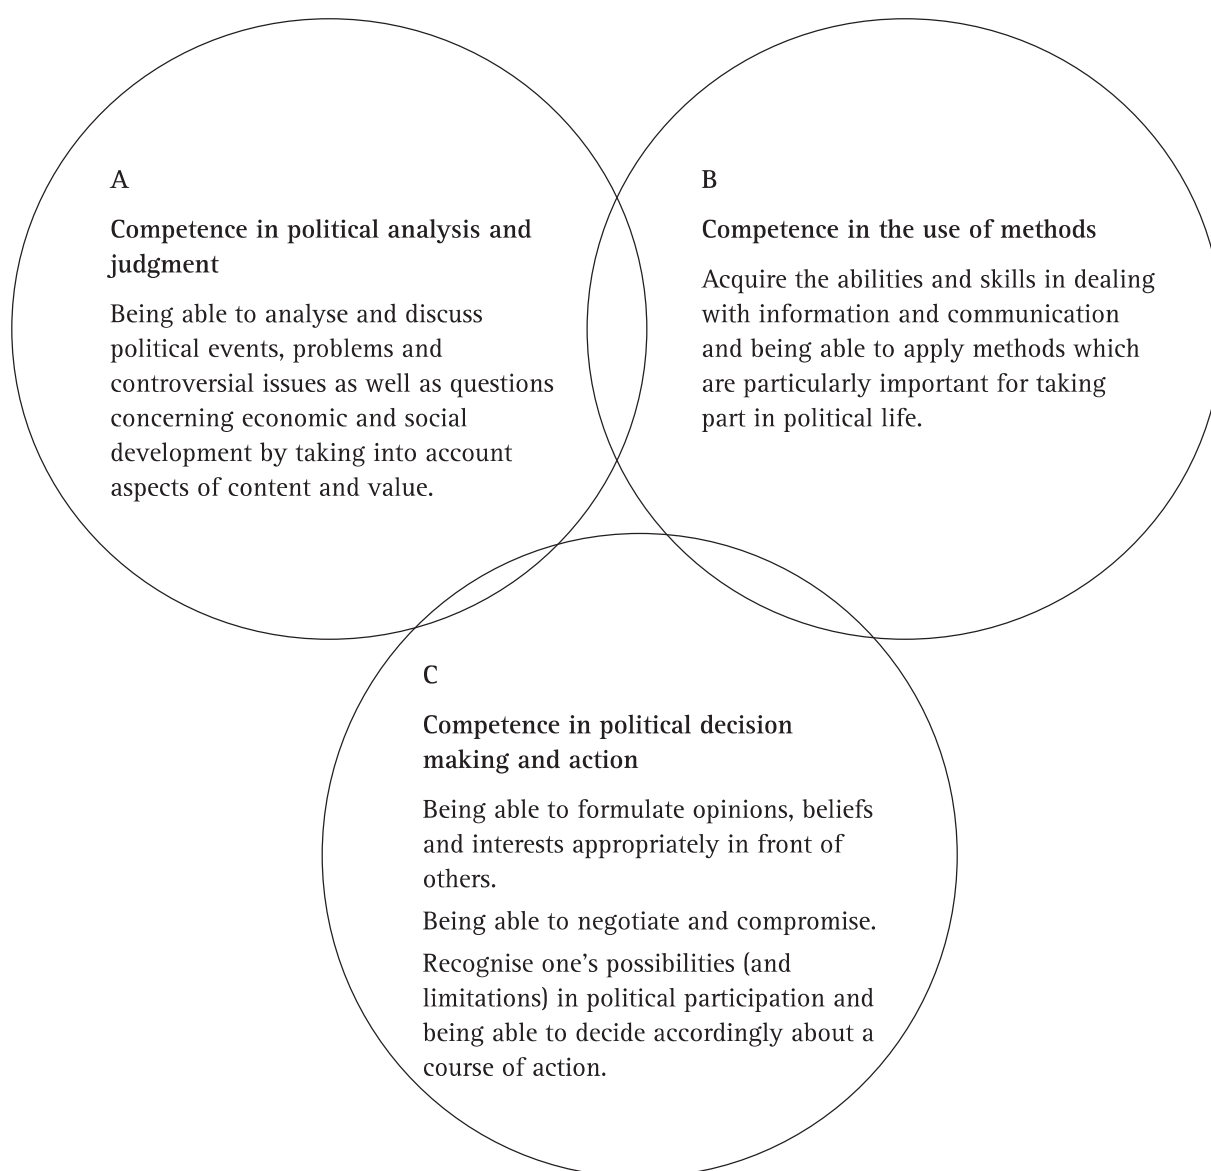 A
Competence in political analysis and
judgment
Being able to analyse and discuss
political events, problems and
controversial issues as well as questions
concerning economic and social
development by taking into account
aspects of content and value.
B
Competence in the use of methods
Acquire the abilities and skills in dealing
with information and communication
and being able to apply methods which
are particularly important for taking
part in political life.
C
Competence in political decision
making and action
Being able to formulate opinions, beliefs
and interests appropriately in front of
others.
Being able to negotiate and compromise.
Recognise one’s possibilities (and
limitations) in political participation and
being able to decide accordingly about a
course of action.